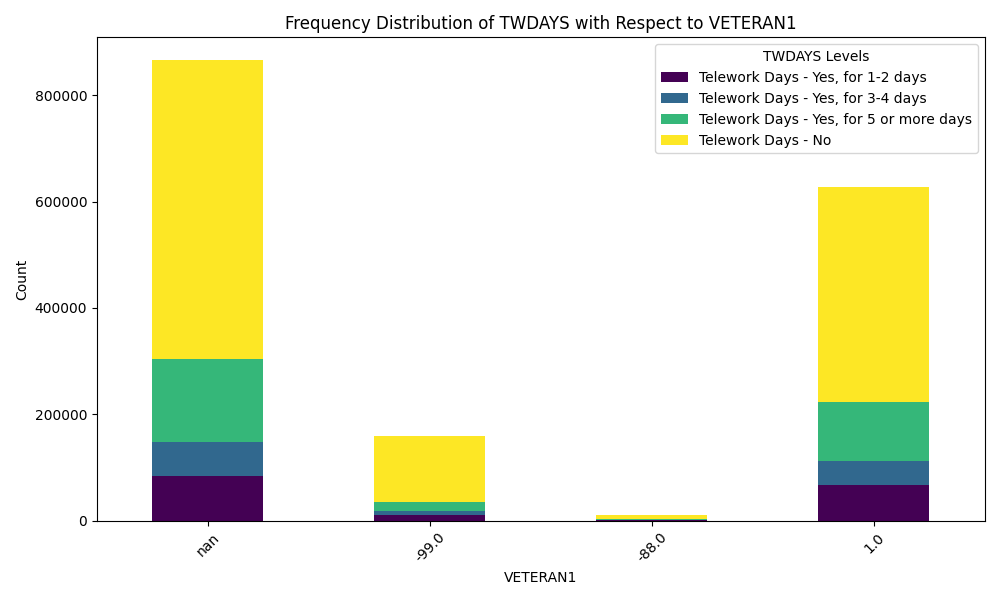 Frequency Distribution of TWDAYS with Respect to VETERAN1
TWDAYS Levels
Telework Days - Yes, for 1-2 days
Telework Days - Yes, for 3-4 days
Telework Days - Yes, for 5 or more days
Telework Days - No
Count
800000
600000
400000
200000
0
nan
-99.0
-88.0
1.0
VETERAN1